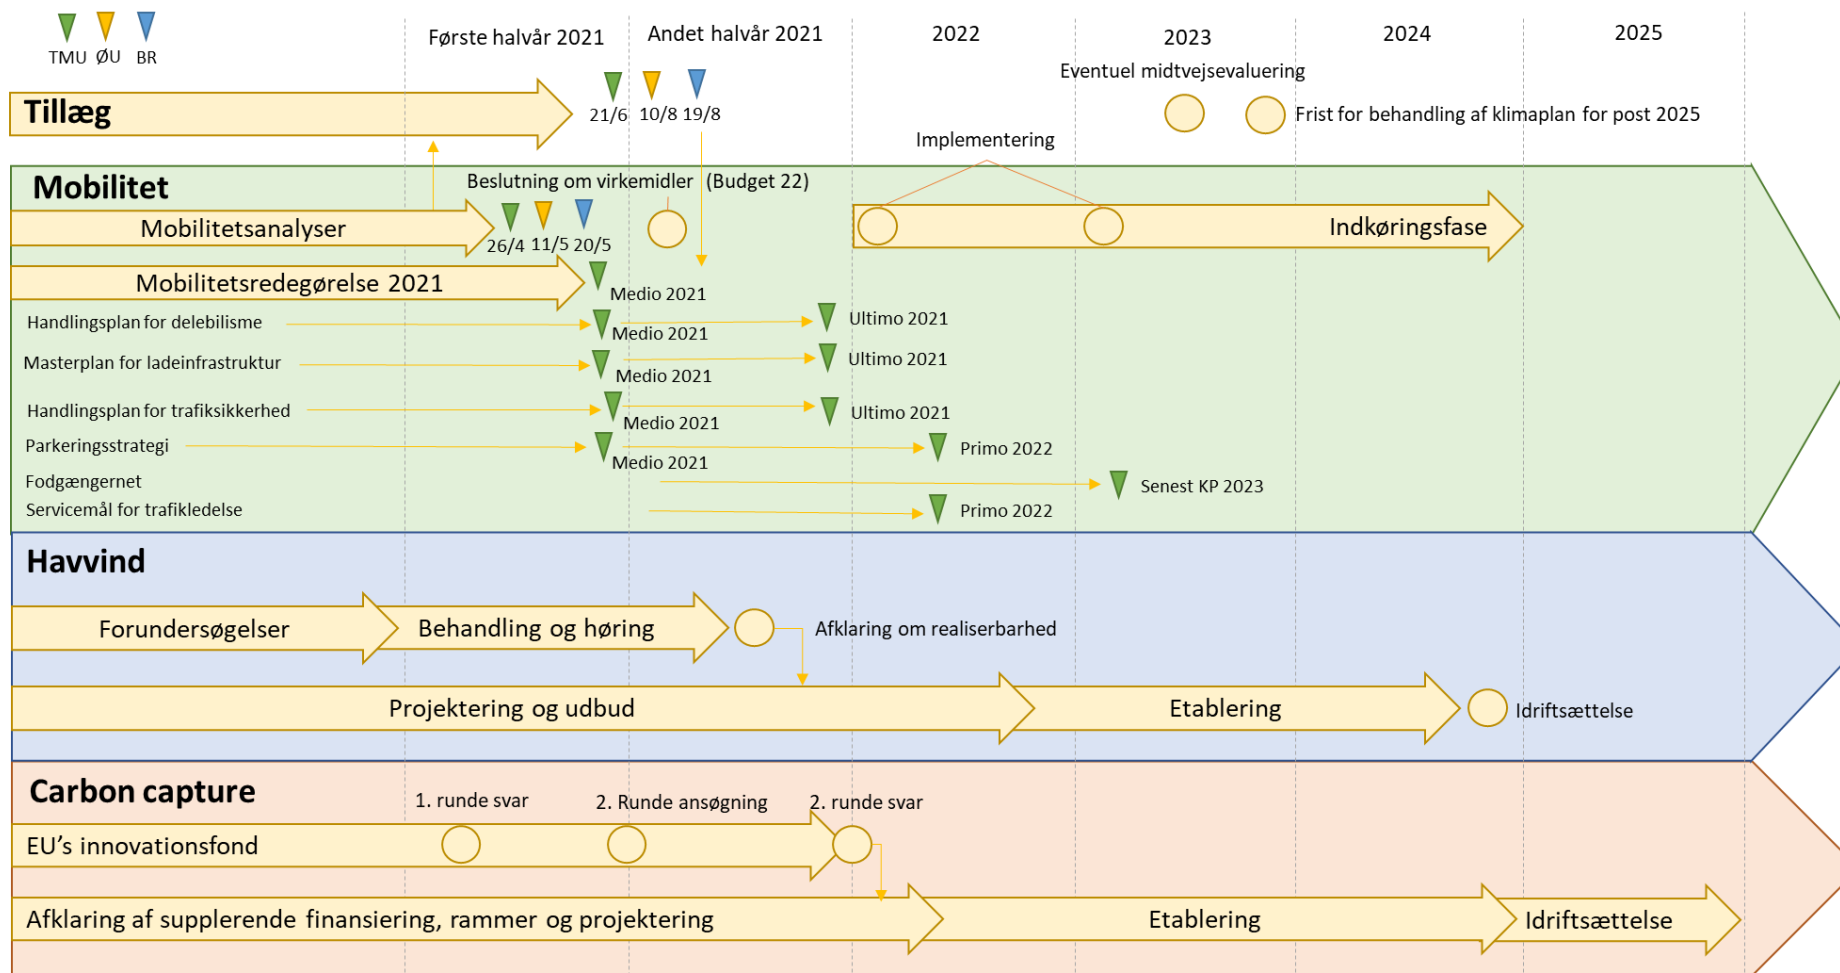 TMU ØU BR
Første halvår 2021 Andet halvår 2021 2022 2023 2024 2025
Eventuel midtvejsevaluering
Tillæg
21/6 10/8 19/8
Frist for behandling af klimaplan for post 2025
Implementering
Mobilitet
Beslutning om virkemidler (Budget 22)
Mobilitetsanalyser
26/4 11/5 20/5
Indkøringsfase
Mobilitetsredegørelse 2021
Medio 2021
Handlingsplan for delebilisme
Medio 2021
Ultimo 2021
Masterplan for ladeinfrastruktur
Medio 2021
Ultimo 2021
Handlingsplan for trafiksikkerhed
Medio 2021
Ultimo 2021
Parkeringsstrategi
Medio 2021
Primo 2022
Fodgængernet
Senest KP 2023
Servicemål for trafikledelse
Primo 2022
Havvind
Forundersøgelser
Behandling og høring
Afklaring om realiserbarhed
Projektering og udbud
Etablering
Idriftsættelse
Carbon capture
1. runde svar
2. Runde ansøgning
2. runde svar
EU's innovationsfond
Afklaring af supplerende finansiering, rammer og projektering
Etablering
Idriftsættelse